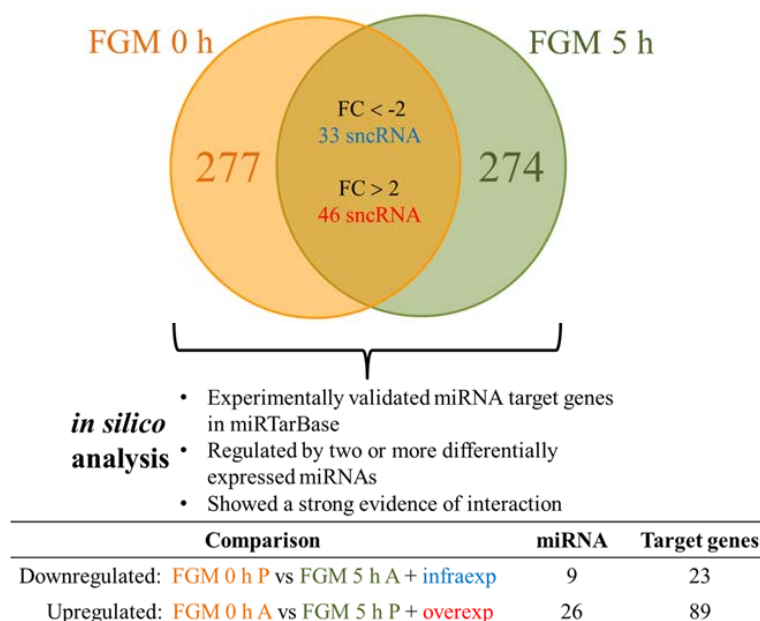 FGM 0 h
FGM 5 h
FC < -2
33 sncRNA
277
274
FC > 2
46 sncRNA
in silico
analysis
• Experimentally validated miRNA target genes
in miRTarBase
• Regulated by two or more differentially
expressed miRNAs
• Showed a strong evidence of interaction
Comparison miRNA Target genes
Downregulated: FGM 0 h P vs FGM 5 h A + infraexp 9 23
Upregulated: FGM 0 h A vs FGM 5 h P + overexp 26 89